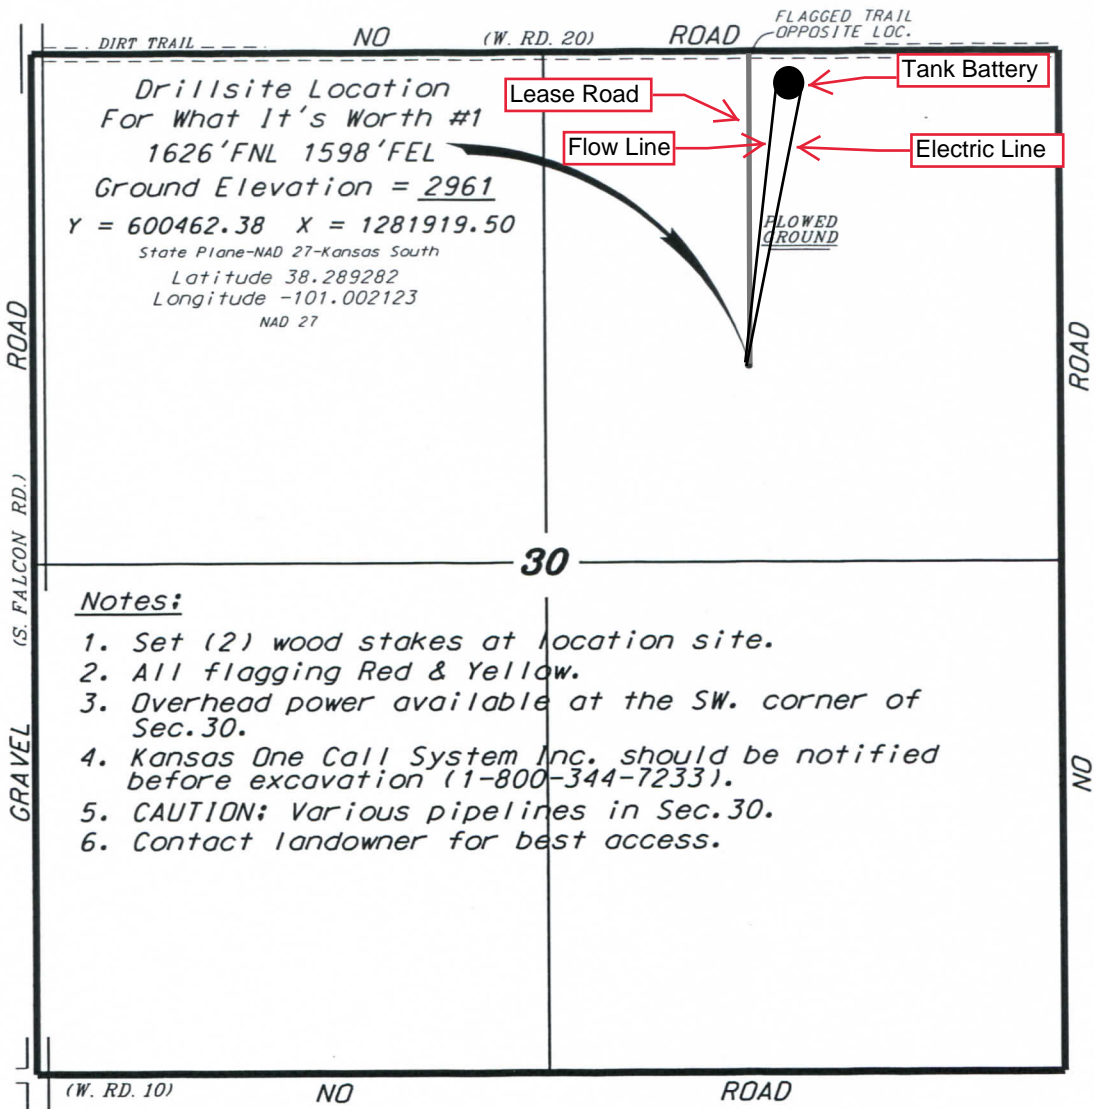 DIRT TRAIL
NO
(W. RD. 20)
ROAD
FLAGGED TRAIL
OPPOSITE LOC.
Drillsite Location
For What It's Worth #1
1626'FNL 1598'FEL
Ground Elevation = 2961
Y = 600462.38 X = 1281919.50
State Plane-NAD 27-Kansas South
Latitude 38.289282
Longitude -101.002123
NAD 27
Lease Road
Tank Battery
Flow Line
Electric Line
PLOWED
GROUND
ROAD
(S. FALCON RD.)
GRAVEL
ROAD
NO
30
Notes:
1. Set (2) wood stakes at location site.
2. All flagging Red & Yellow.
3. Overhead power available at the SW. corner of
Sec.30.
4. Kansas One Call System Inc. should be notified
before excavation (1-800-344-7233).
5. CAUTION: Various pipelines in Sec.30.
6. Contact landowner for best access.
(W. RD. 10)
NO
ROAD